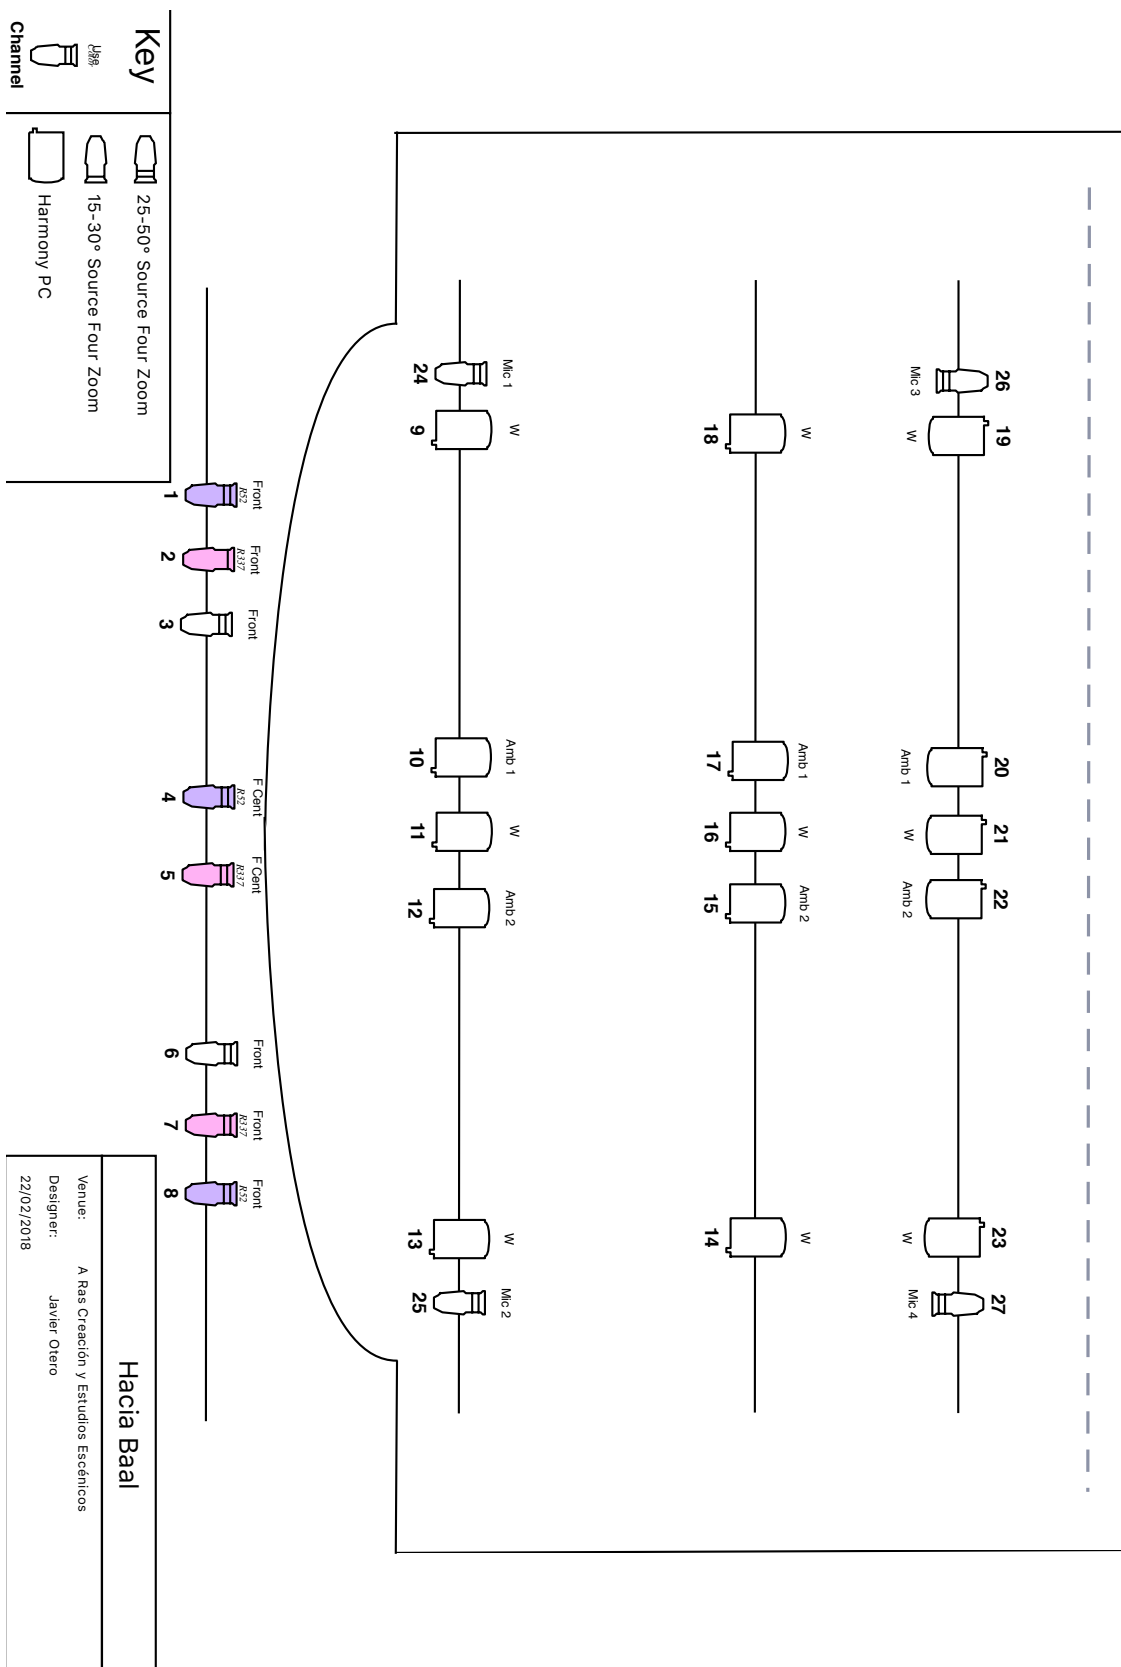 26 19 20 21 22 23 27
Mic 3 W Amb 1 W Amb 2 W Mic 4
W Amb 1 W Amb 2 W
18 17 16 15 14
Mic 1 W Amb 1 W Amb 2 W Mic 2
24 9 10 11 12 13 25
Front Front Front F Cent F Cent Front Front Front
R52 R337 R52 R337 R337 R52
1 2 3 4 5 6 7 8
Key
Use
Color
Channel
25-50° Source Four Zoom
15-30° Source Four Zoom
Harmony PC
Hacia Baal
Venue: A Ras Creación y Estudios Escénicos
Designer: Javier Otero
22/02/2018